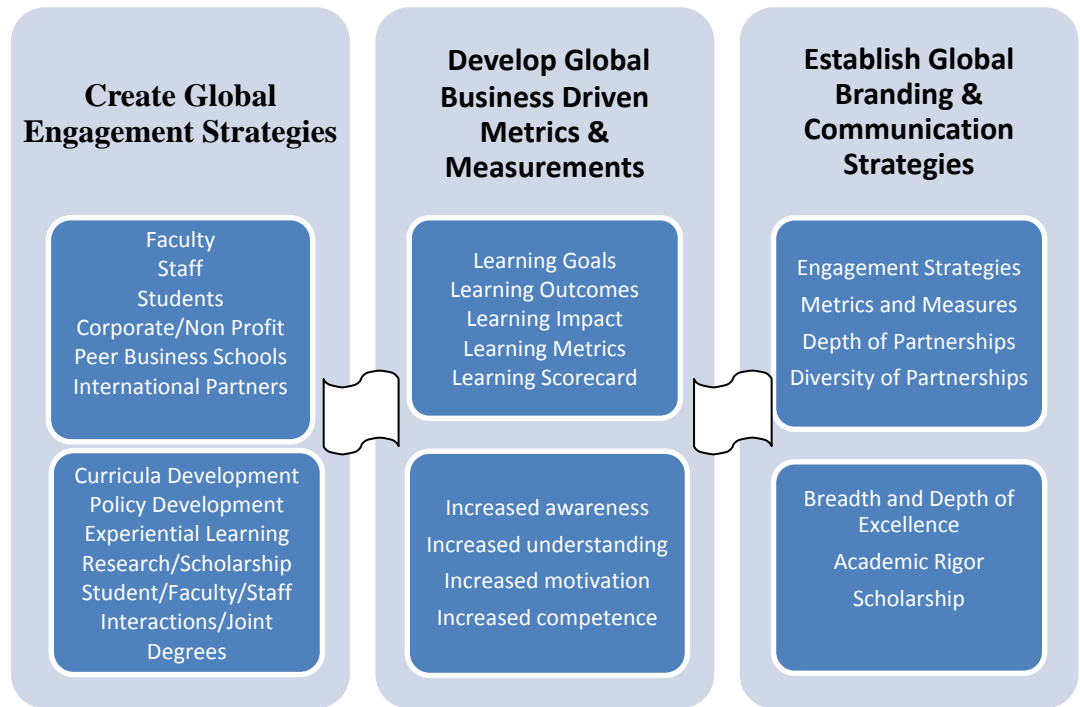 Create Global
Engagement Strategies
Faculty
Staff
Students
Corporate/Non Profit
Peer Business Schools
International Partners
Curricula Development
Policy Development
Experiential Learning
Research/Scholarship
Student/Faculty/Staff
Interactions/Joint
Degrees
Develop Global
Business Driven
Metrics &
Measurements
Learning Goals
Learning Outcomes
Learning Impact
Learning Metrics
Learning Scorecard
Increased awareness
Increased understanding
Increased motivation
Increased competence
Establish Global
Branding &
Communication
Strategies
Engagement Strategies
Metrics and Measures
Depth of Partnerships
Diversity of Partnerships
Breadth and Depth of
Excellence
Academic Rigor
Scholarship